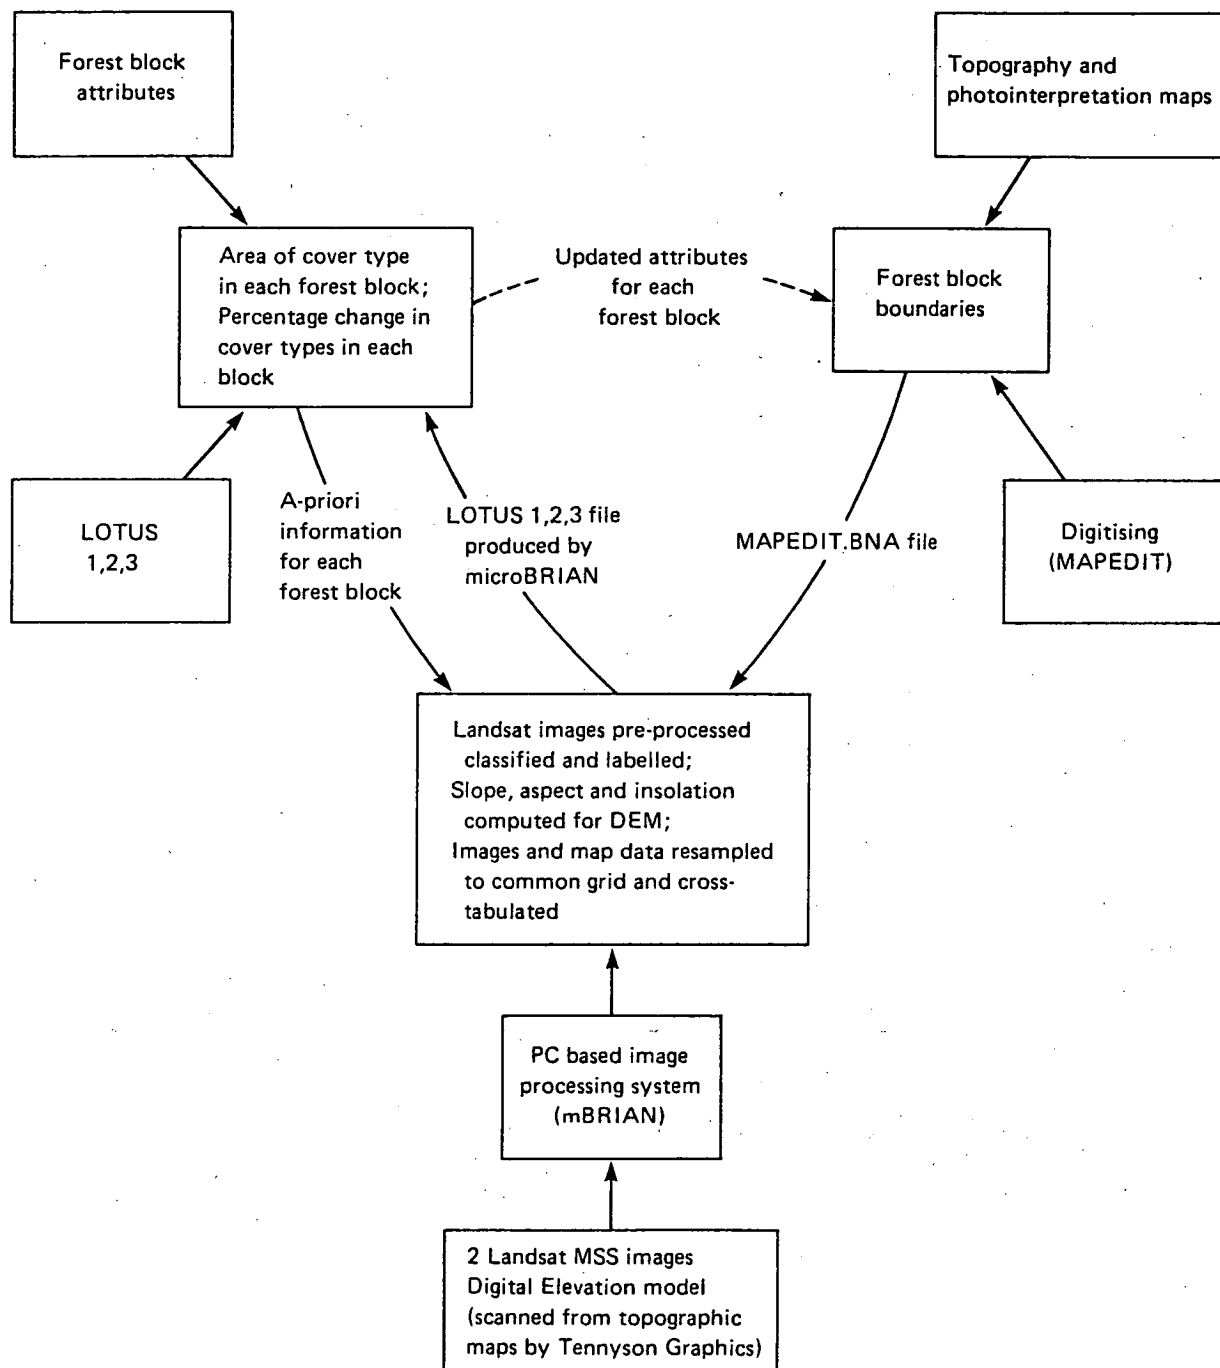 Forest block
attributes
Topography and
photointerpretation maps
Area of cover type
in each forest block;
Percentage change in
cover types in each
block
Updated attributes
for each
forest block
Forest block
boundaries
LOTUS
1,2,3
A-priori
information
for each
forest block
LOTUS 1,2,3 file
produced by
microBRIAN
MAPEDIT.BNA file
Digitising
(MAPEDIT)
Landsat images pre-processed
classified and labelled;
Slope, aspect and insolation
computed for DEM;
Images and map data resampled
to common grid and cross-
tabulated
PC based image
processing system
(mBRIAN)
2 Landsat MSS images
Digital Elevation model
(scanned from topographic
maps by Tennyson Graphics)